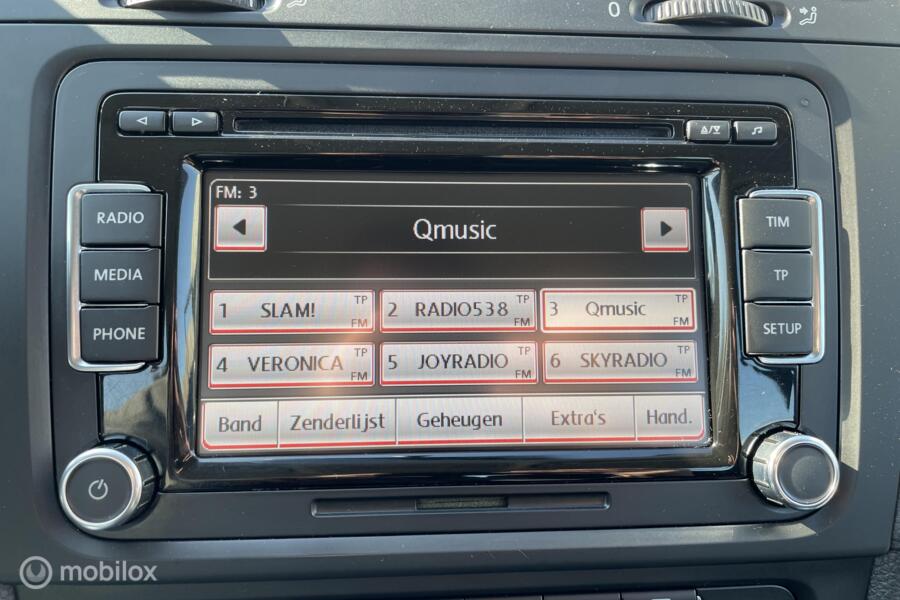 0
FM: 3
Qmusic
RADIO
MEDIA
PHONE
TIM
TP
SETUP
1 SLAM! TP FM
2 RADIO538 TP FM
3 Qmusic TP FM
4 VERONICA TP FM
5 JOYRADIO TP FM
6 SKYRADIO TP FM
Band Zenderlijst Geheugen Extra's Hand.
mobilox